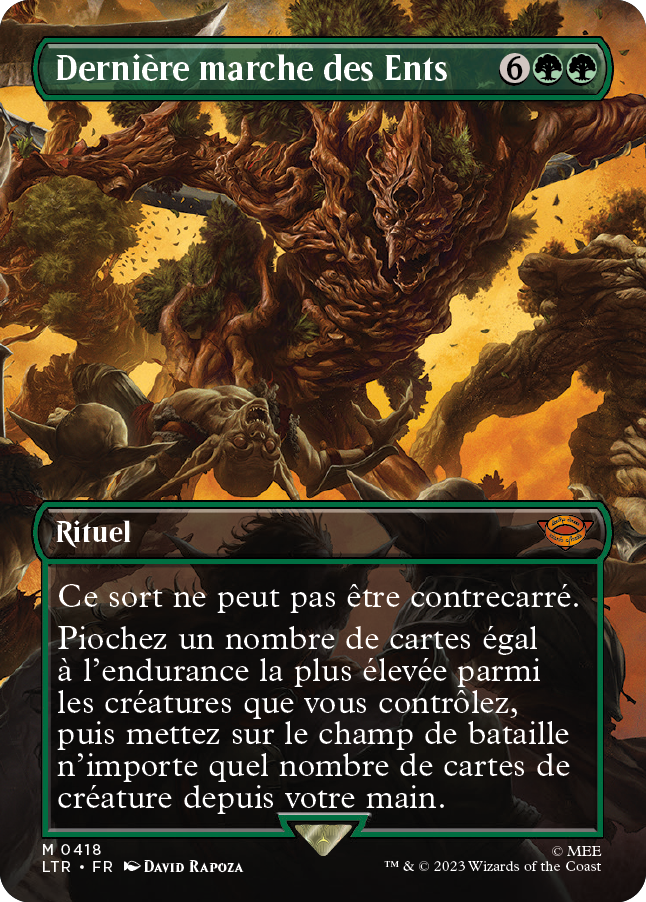 Dernière marche des Ents 6
Rituel
Ce sort ne peut pas être contrecarré.
Piochez un nombre de cartes égal
à l'endurance la plus élevée parmi
les créatures que vous contrôlez,
puis mettez sur le champ de bataille
n'importe quel nombre de cartes de
créature depuis votre main.
M 0418
LTR • FR David Rapoza
© MEE
™ & © 2023 Wizards of the Coast